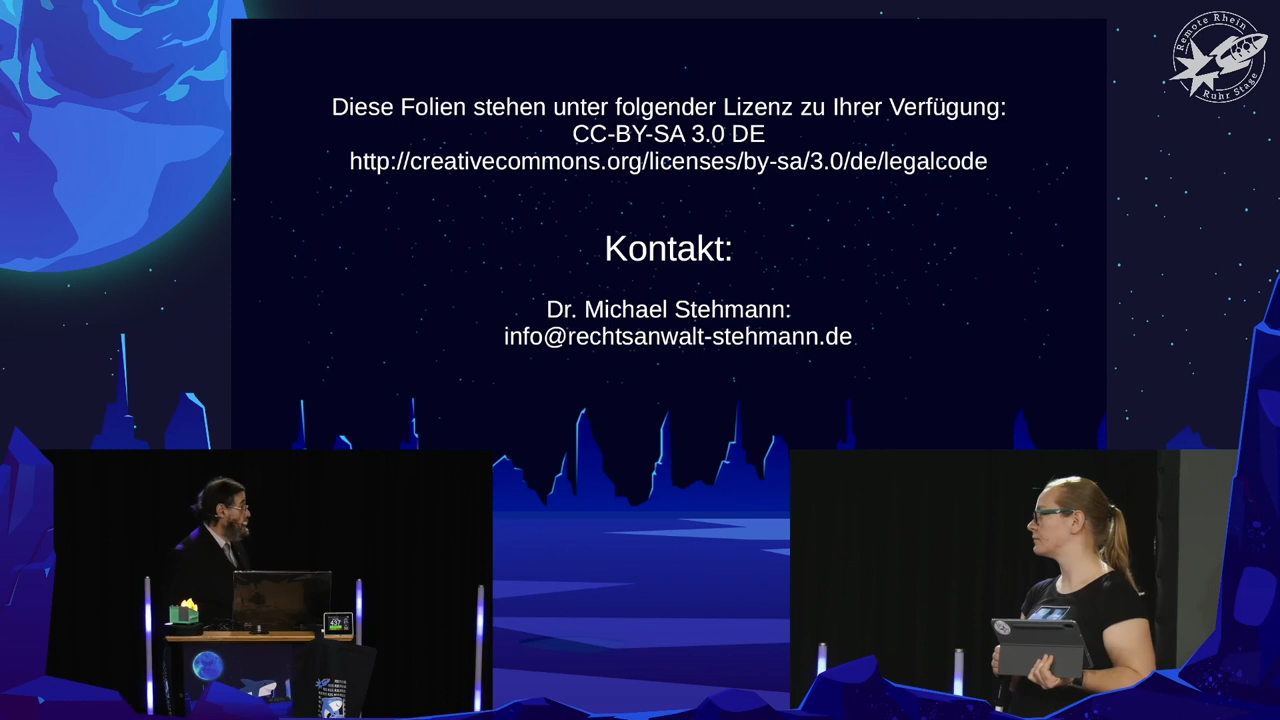 Remote Rhein
Ruhr Stage
Diese Folien stehen unter folgender Lizenz zu Ihrer Verfügung:
CC-BY-SA 3.0 DE
http://creativecommons.org/licenses/by-sa/3.0/de/legalcode
Kontakt:
Dr. Michael Stehmann:
info@rechtsanwalt-stehmann.de